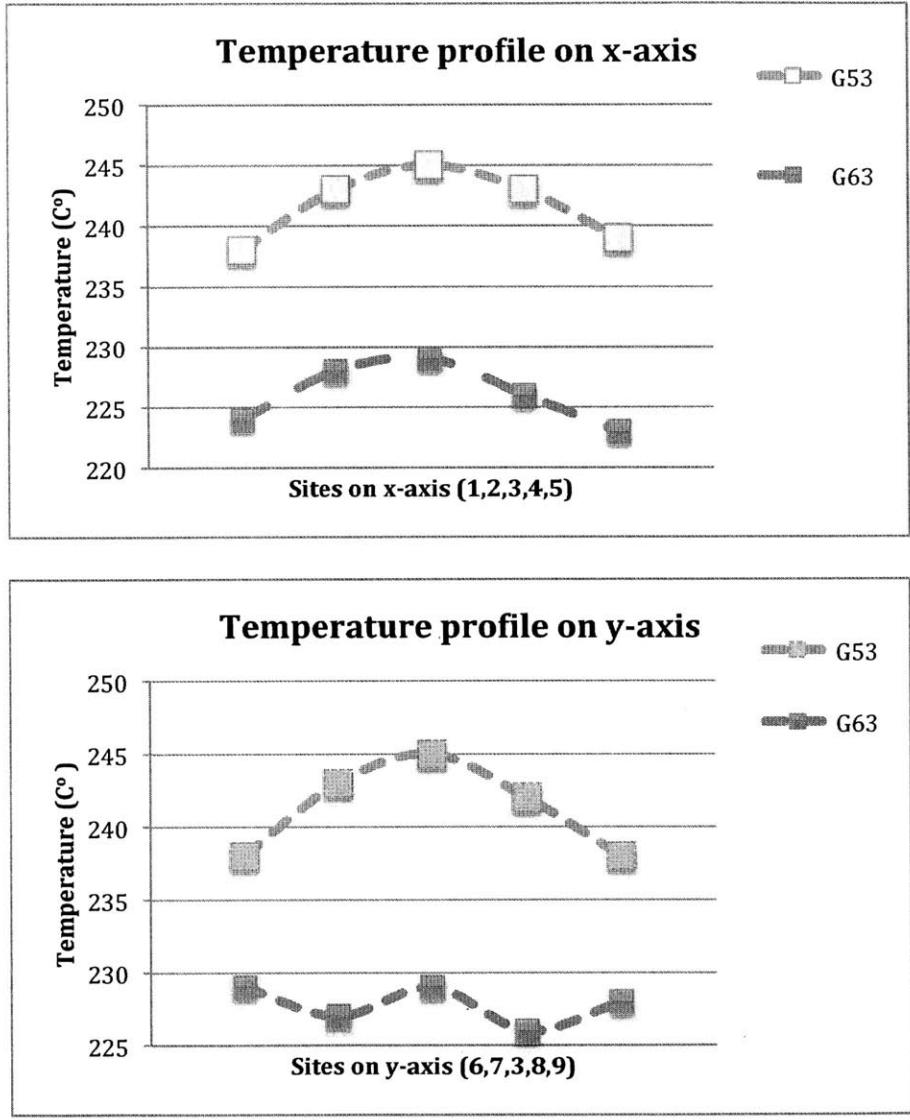 Temperature profile on x-axis
G53
G63
250
245
240
235
230
225
220
Temperature (Cº)
Sites on x-axis (1,2,3,4,5)
Temperature profile on y-axis
G53
G63
250
245
240
235
230
225
Temperature (Cº )
Sites on y-axis (6,7,3,8,9)